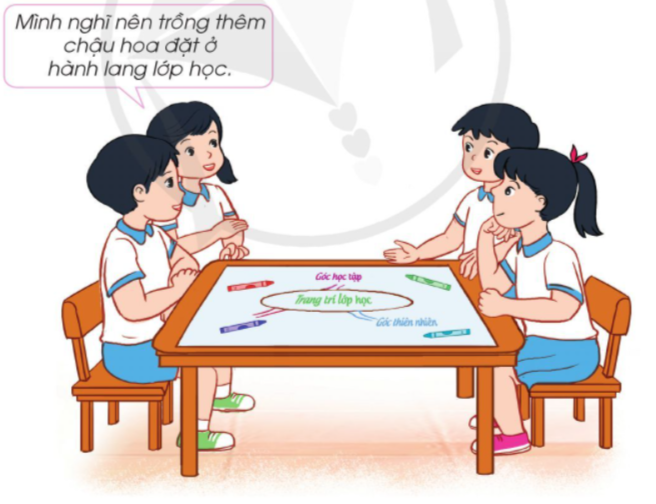 Mình nghĩ nên trồng thêm
chậu hoa đặt ở
hành lang lớp học.
Góc học tập
Trang trí lớp học.
Góc thiên nhiên.